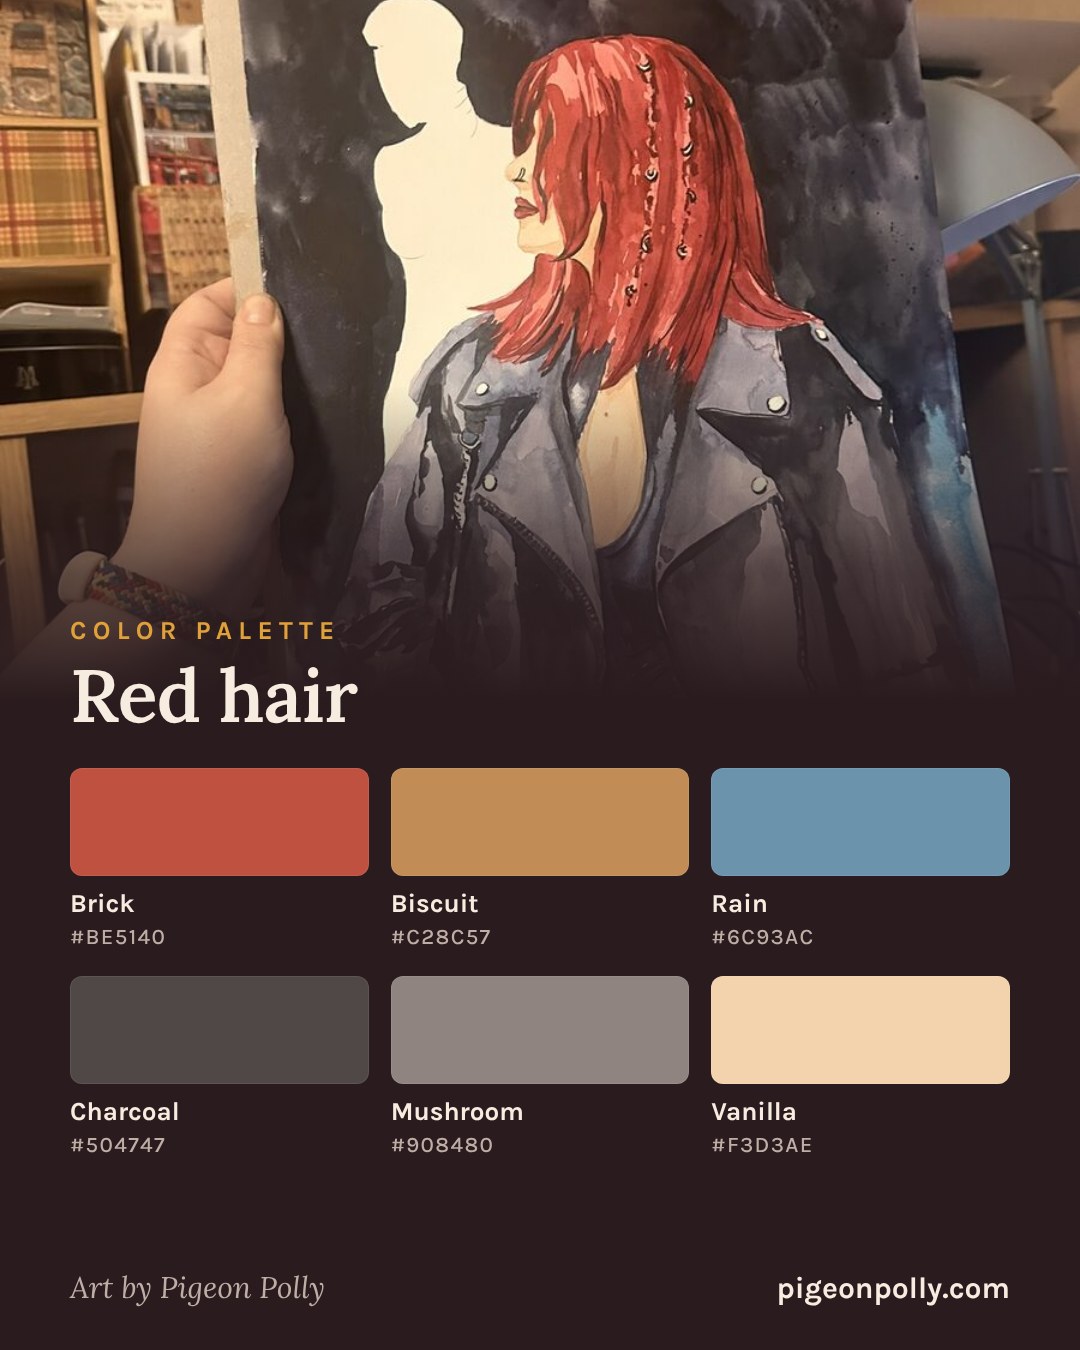 COLOR PALETTE
Red hair
Brick
#BE5140
Biscuit
#C28C57
Rain
#6C93AC
Charcoal
#504747
Mushroom
#908480
Vanilla
#F3D3AE
Art by Pigeon Polly
pigeonpolly.com